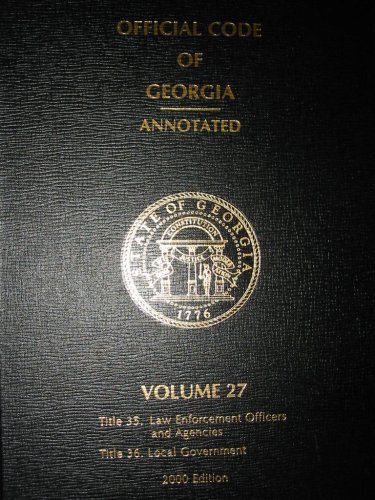 OFFICIAL CODE
OF
GEORGIA
ANNOTATED
STATE OF GEORGIA
CONSTITUTION
1776
VOLUME 27
Title 35. Law Enforcement Officers
and Agencies
Title 36. Local Government
2000 Edition